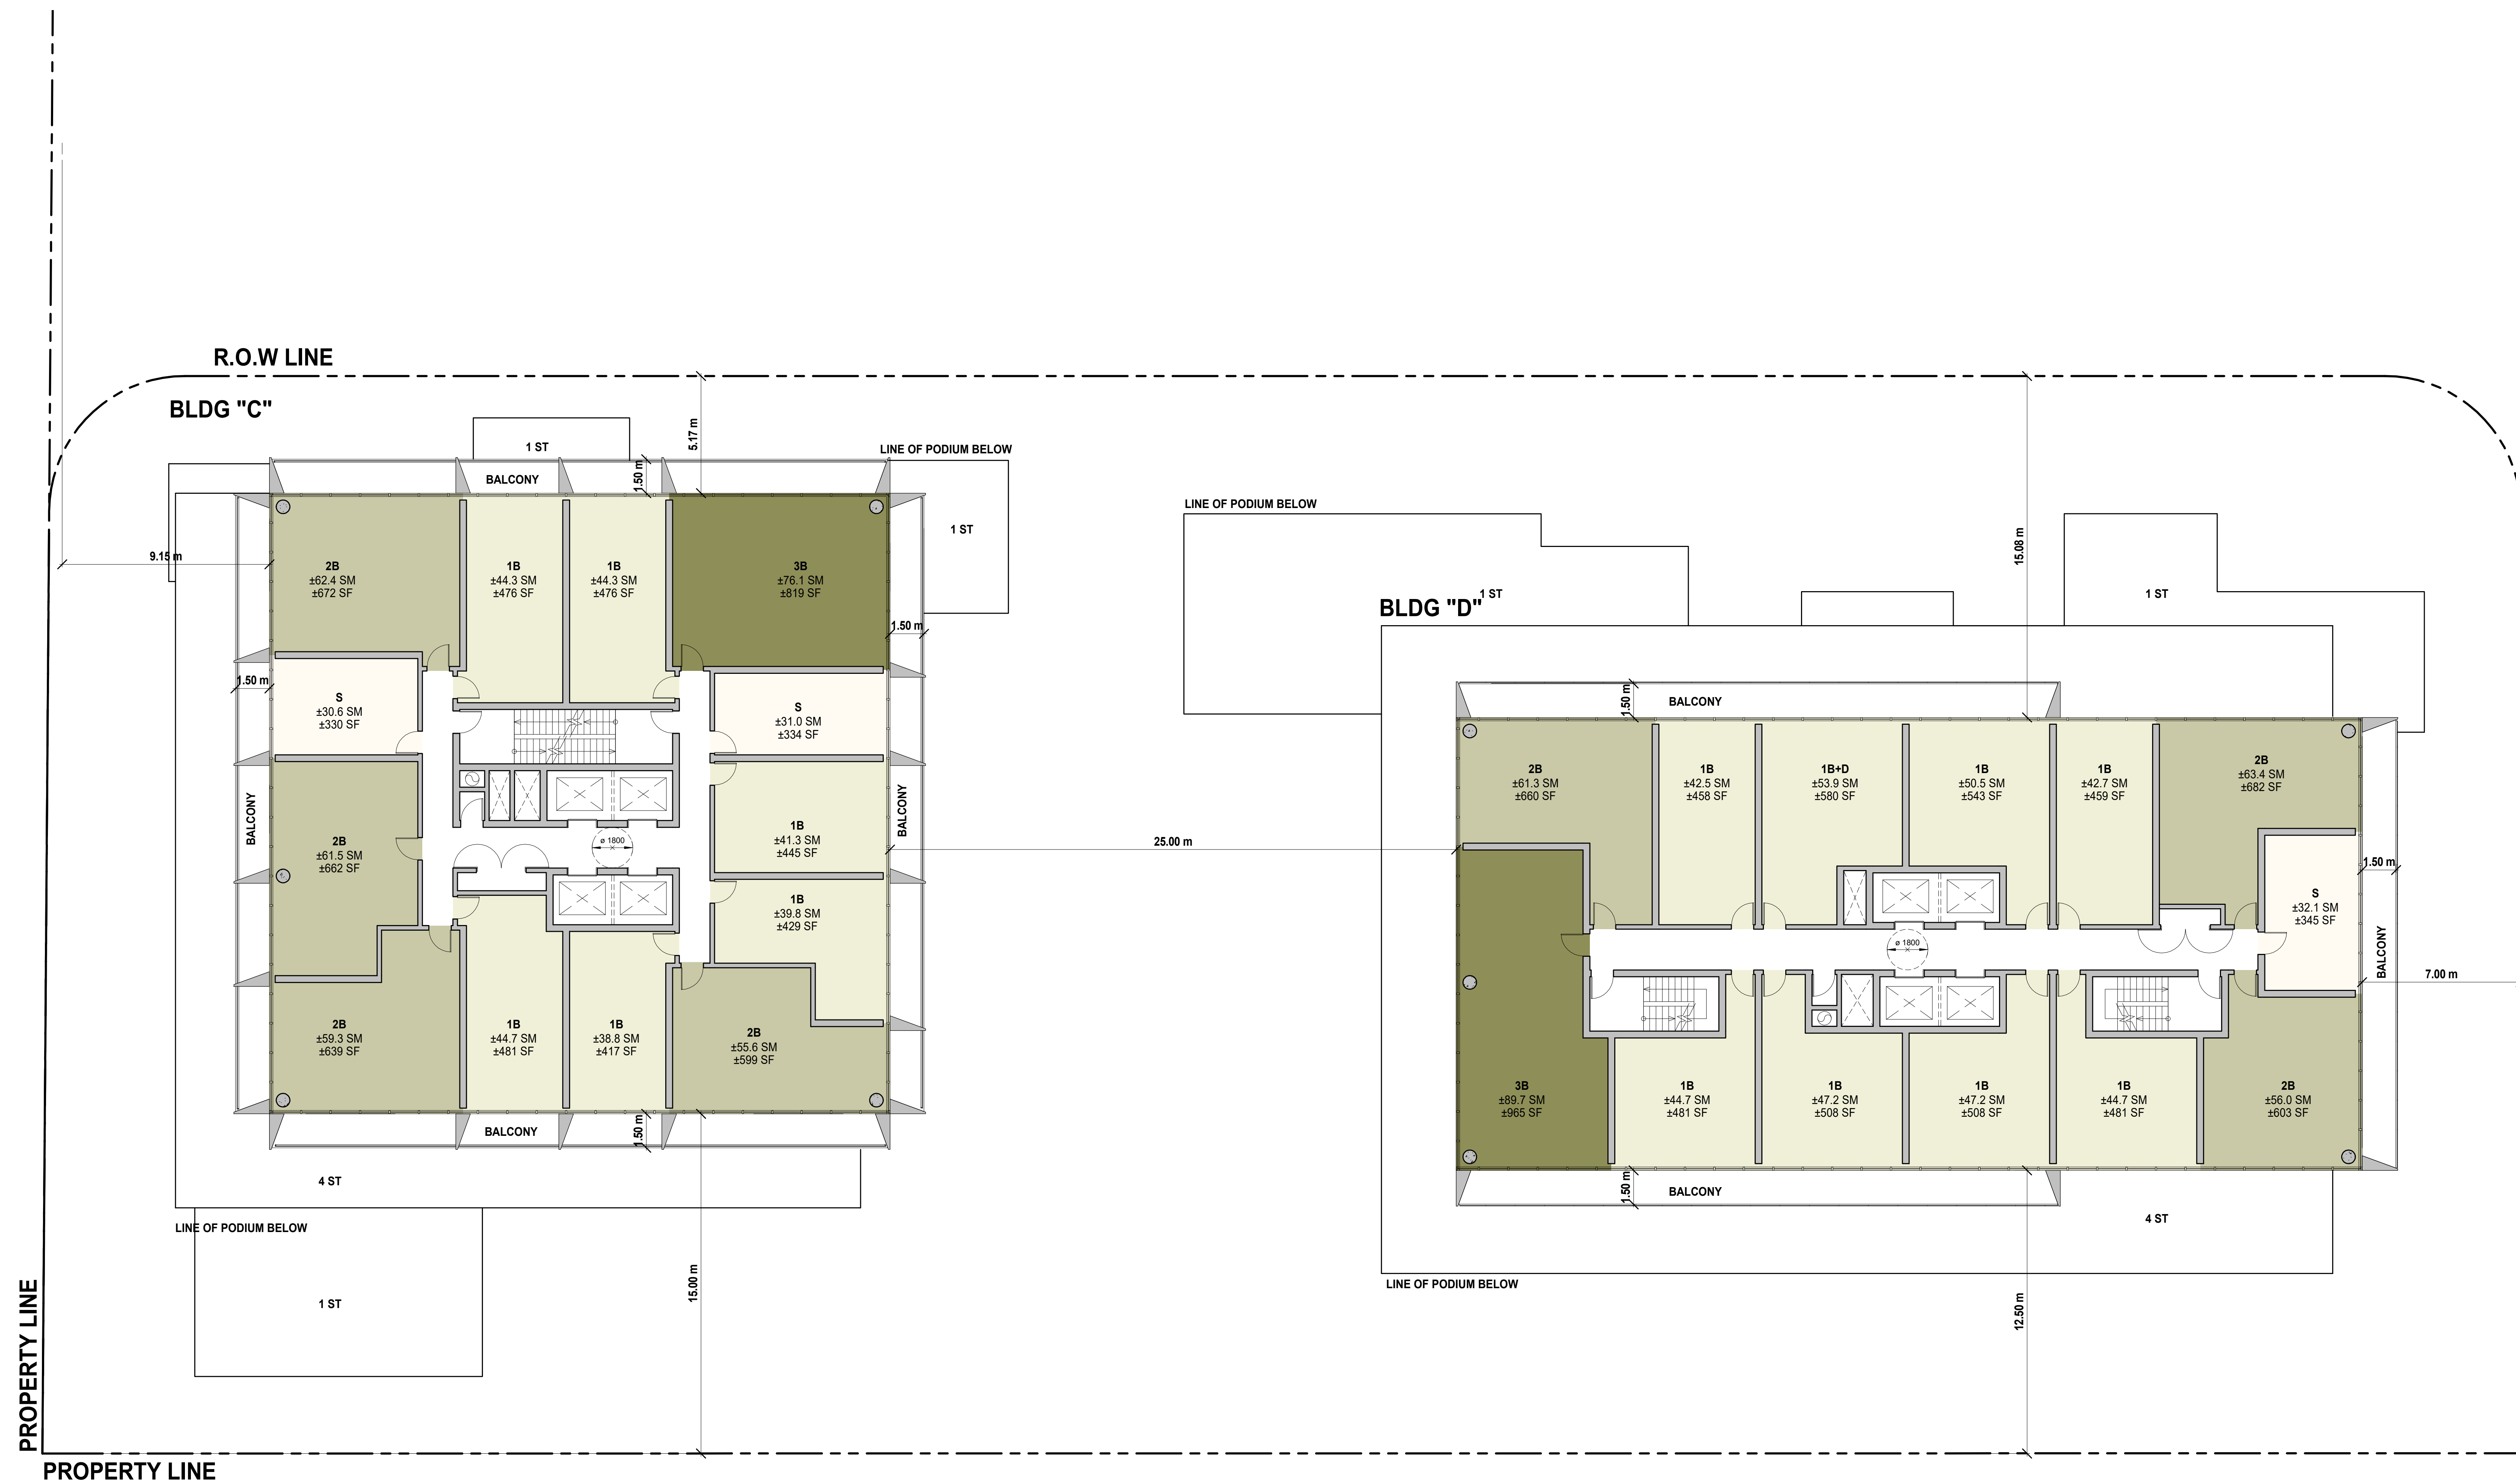 R.O.W LINE
BLDG "C"
1 ST
5.17 m
LINE OF PODIUM BELOW
BALCONY
1.50 m
1 ST
9.15 m
2B
±62.4 SM
±672 SF
1B
±44.3 SM
±476 SF
1B
±44.3 SM
±476 SF
3B
±76.1 SM
±819 SF
1.50 m
1.50 m
S
±30.6 SM
±330 SF
S
±31.0 SM
±334 SF
BALCONY
2B
±61.5 SM
±662 SF
ø 1800
1B
±41.3 SM
±445 SF
BALCONY
1B
±39.8 SM
±429 SF
2B
±59.3 SM
±639 SF
1B
±44.7 SM
±481 SF
1B
±38.8 SM
±417 SF
2B
±55.6 SM
±599 SF
BALCONY
1.50 m
4 ST
LINE OF PODIUM BELOW
1 ST
15.00 m
25.00 m
LINE OF PODIUM BELOW
15.08 m
BLDG "D"
1 ST
1 ST
1.50 m
BALCONY
2B
±61.3 SM
±660 SF
1B
±42.5 SM
±458 SF
1B+D
±53.9 SM
±580 SF
1B
±50.5 SM
±543 SF
1B
±42.7 SM
±459 SF
2B
±63.4 SM
±682 SF
1.50 m
S
±32.1 SM
±345 SF
ø 1800
BALCONY
7.00 m
3B
±89.7 SM
±965 SF
1B
±44.7 SM
±481 SF
1B
±47.2 SM
±508 SF
1B
±47.2 SM
±508 SF
1B
±44.7 SM
±481 SF
2B
±56.0 SM
±603 SF
1.50 m
BALCONY
4 ST
LINE OF PODIUM BELOW
12.50 m
PROPERTY LINE
PROPERTY LINE